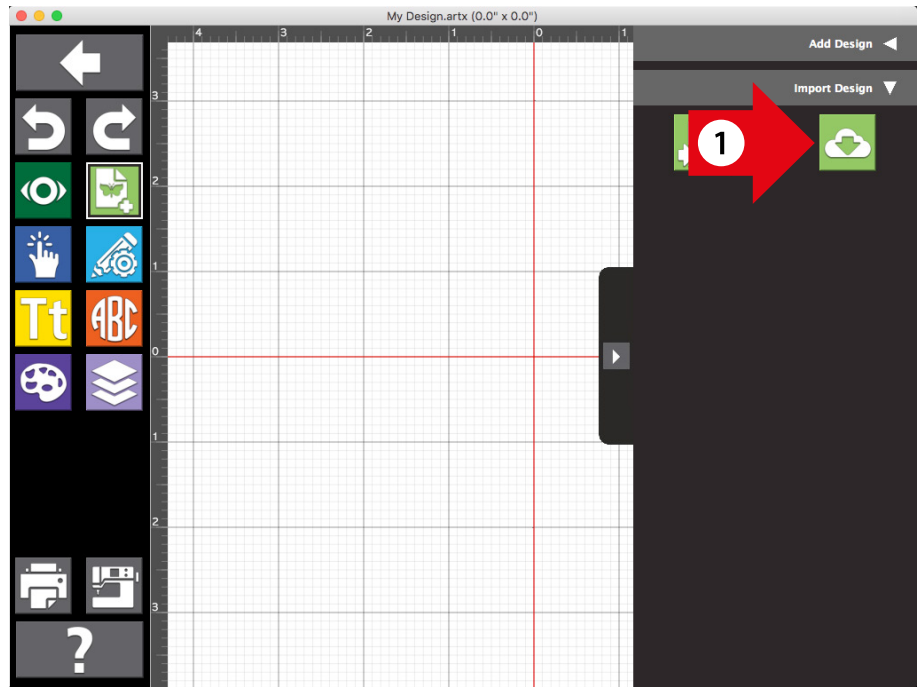 My Design.artx (0.0" x 0.0")
4 3 2 1 0 1
Add Design
Import Design
1
3
2
1
0
1
2
3
Tt
ABC
?